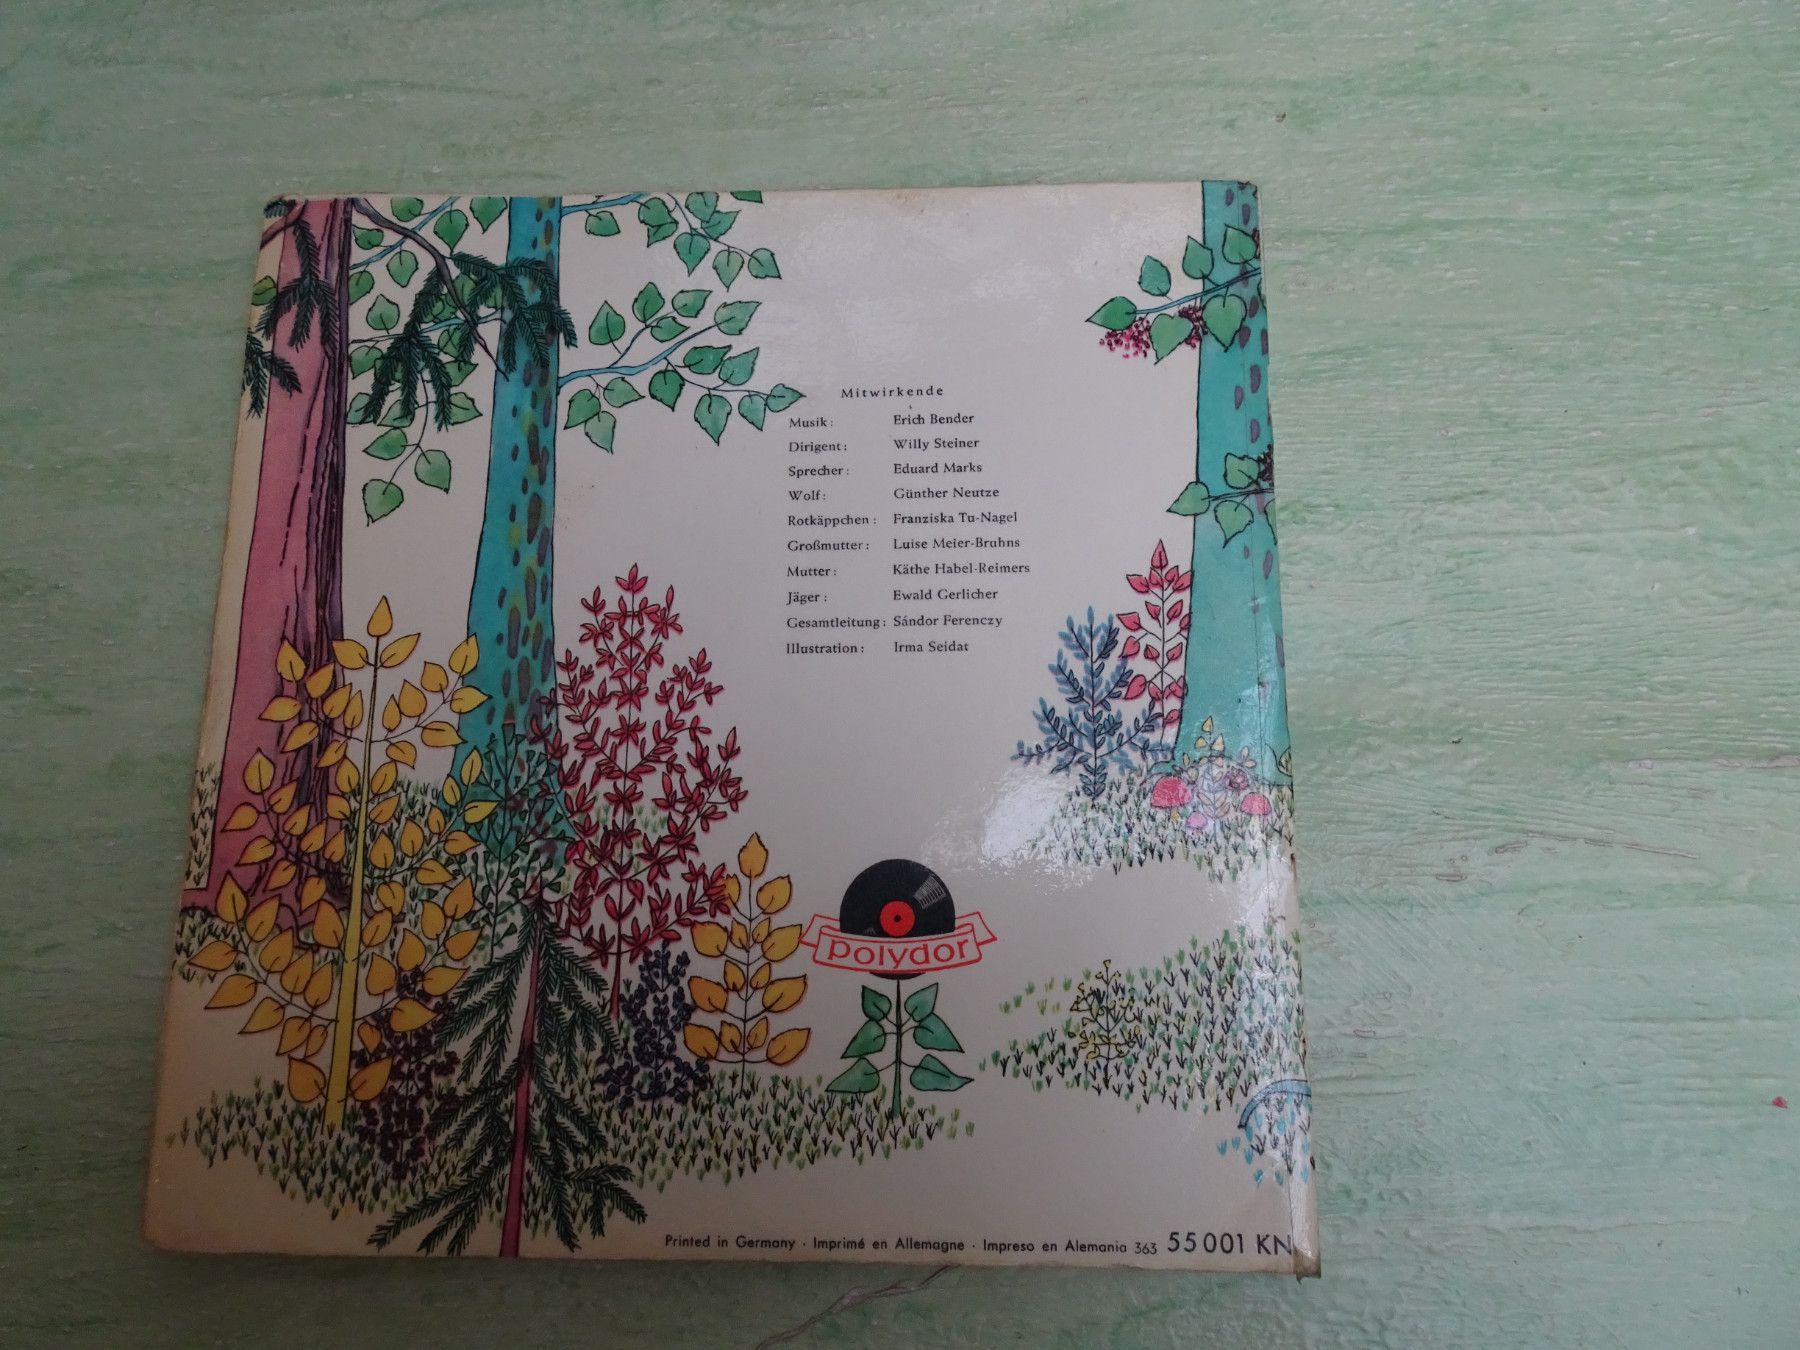 Mitwirkende
Musik: Erich Bender
Dirigent: Willy Steiner
Sprecher: Eduard Marks
Wolf: Günther Neutze
Rotkäppchen: Franziska Tu-Nagel
Großmutter: Luise Meier-Bruhns
Mutter: Käthe Habel-Reimers
Jäger: Ewald Gerlicher
Gesamtleitung: Sándor Ferenczy
Illustration: Irma Seidat
polydor
Printed in Germany · Imprimé en Allemagne · Impreso en Alemania 363 55 001 KN